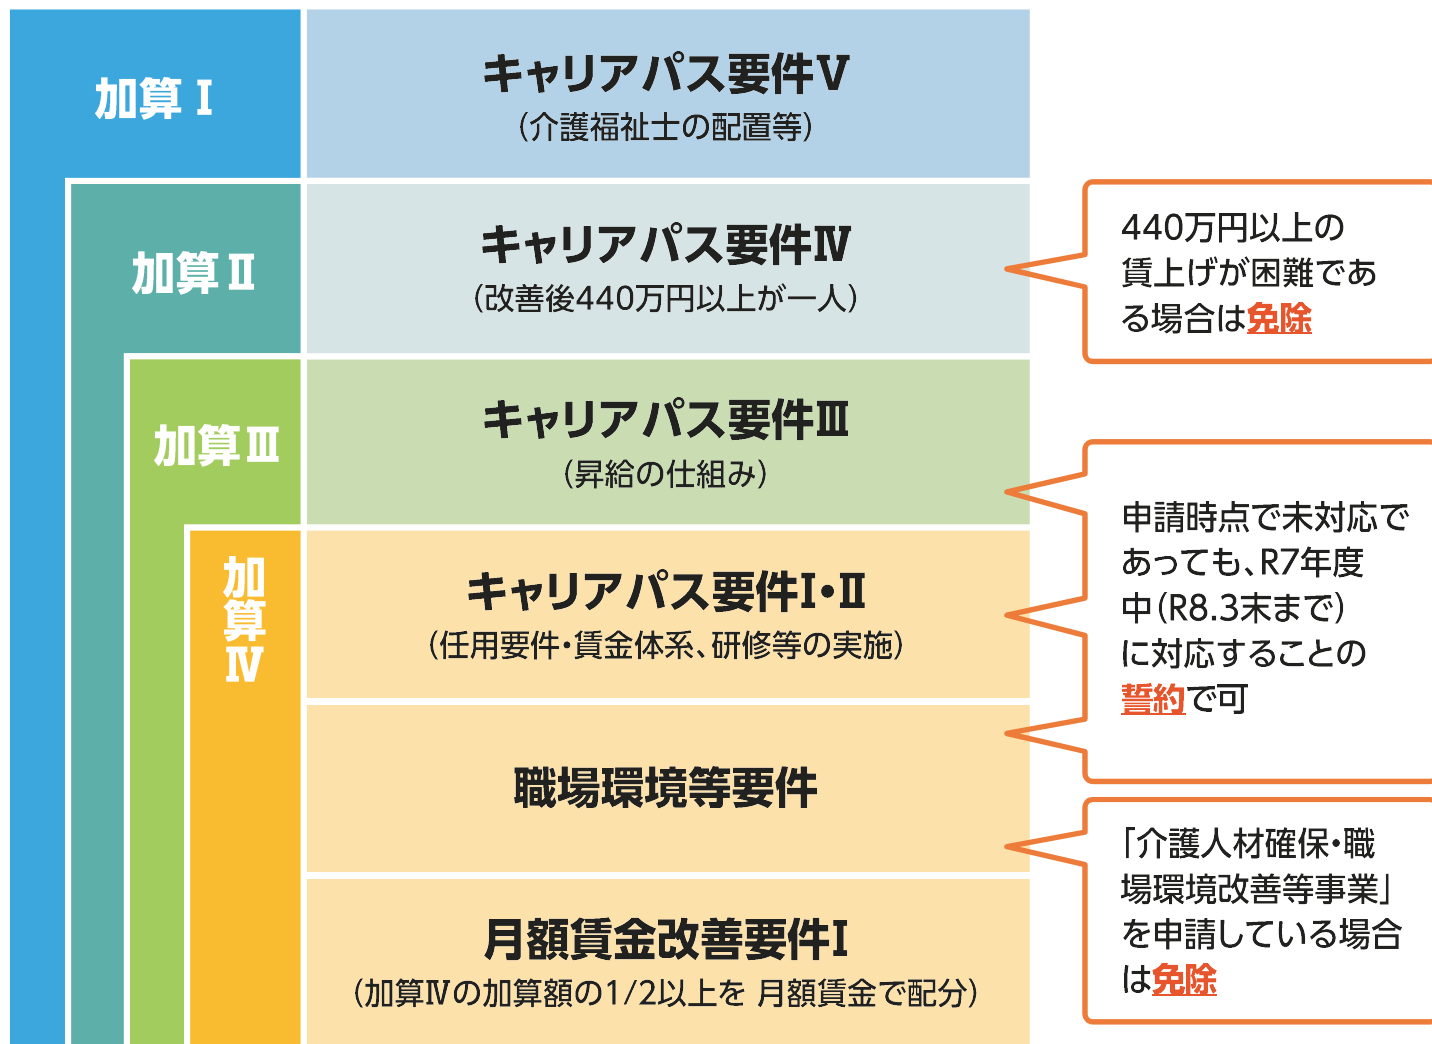 加算Ⅰ
キャリアパス要件Ⅴ
（介護福祉士の配置等）
加算Ⅱ
キャリアパス要件Ⅳ
（改善後440万円以上が一人）
440万円以上の
賃上げが困難であ
る場合は免除
加算Ⅲ
キャリアパス要件Ⅲ
（昇給の仕組み）
加算Ⅳ
キャリアパス要件Ⅰ・Ⅱ
（任用要件・賃金体系、研修等の実施）
申請時点で未対応で
あっても、R7年度
中（R8.3末まで）
に対応することの
誓約で可
職場環境等要件
「介護人材確保・職
場環境改善等事業」
を申請している場合
は免除
月額賃金改善要件Ⅰ
（加算Ⅳの加算額の1/2以上を 月額賃金で配分）